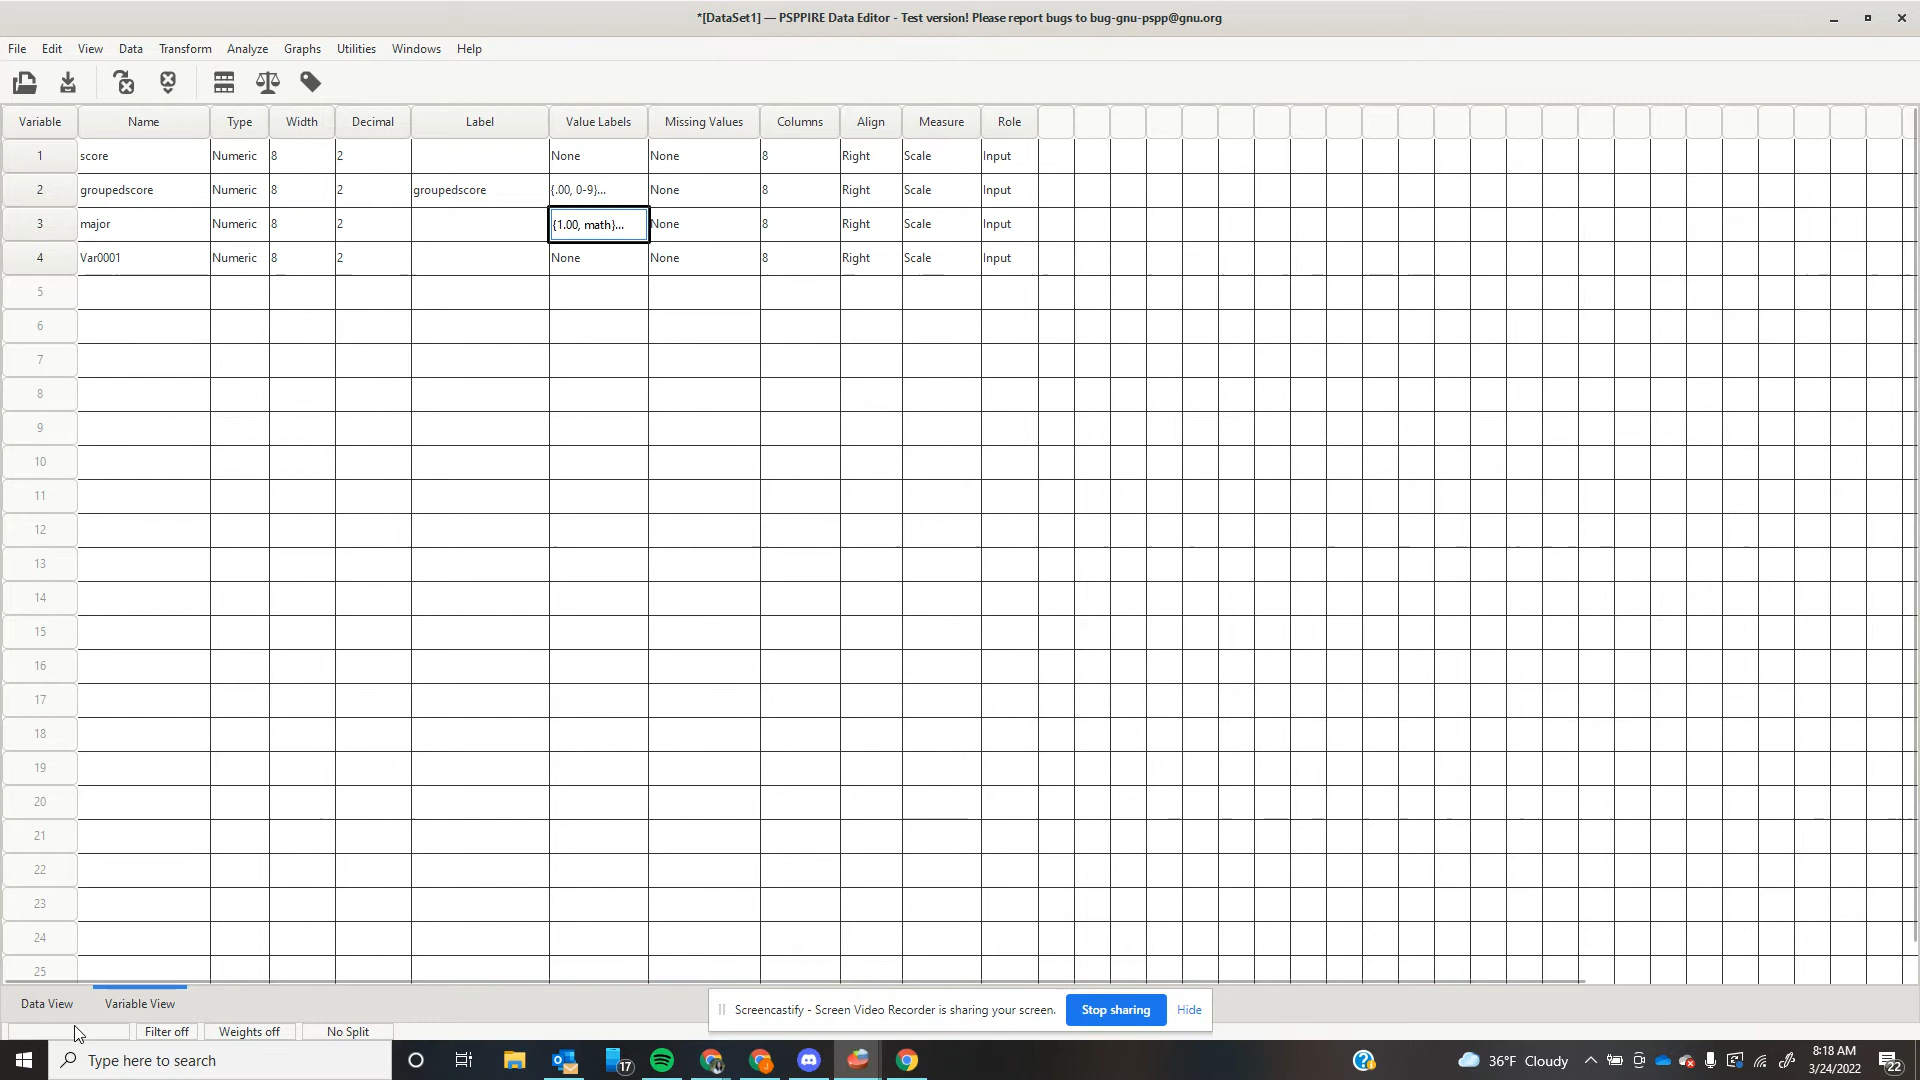 *[DataSet1] — PSPPIRE Data Editor - Test version! Please report bugs to bug-gnu-pspp@gnu.org
File Edit View Data Transform Analyze Graphs Utilities Windows Help
Variable Name Type Width Decimal Label Value Labels Missing Values Columns Align Measure Role
1 score Numeric 8 2 None None 8 Right Scale Input
2 groupedscore Numeric 8 2 groupedscore {.00, 0-9}... None 8 Right Scale Input
3 major Numeric 8 2 {1.00, math}... None 8 Right Scale Input
4 Var0001 Numeric 8 2 None None 8 Right Scale Input
5
6
7
8
9
10
11
12
13
14
15
16
17
18
19
20
21
22
23
24
25
Data View Variable View
Screencastify - Screen Video Recorder is sharing your screen. Stop sharing Hide
Filter off Weights off No Split
Type here to search
17
36°F Cloudy
8:18 AM
3/24/2022
22